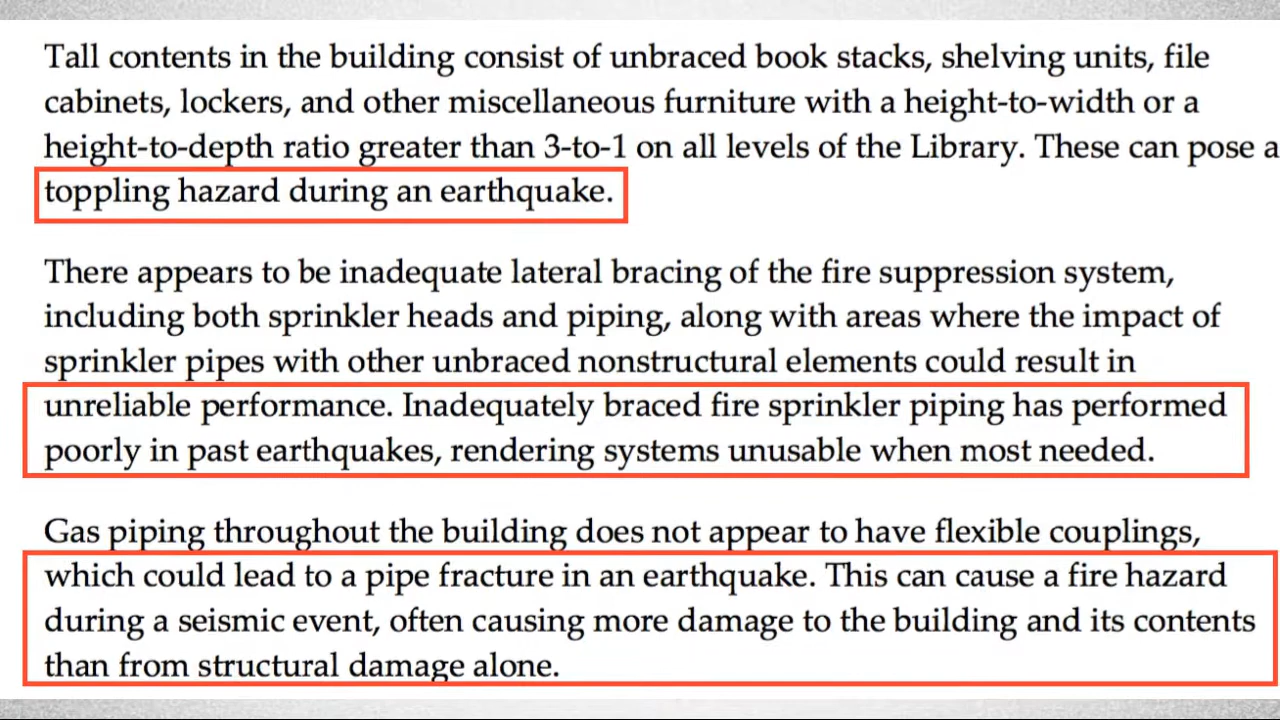 Tall contents in the building consist of unbraced book stacks, shelving units, file
cabinets, lockers, and other miscellaneous furniture with a height-to-width or a
height-to-depth ratio greater than 3-to-1 on all levels of the Library. These can pose a
toppling hazard during an earthquake.
There appears to be inadequate lateral bracing of the fire suppression system,
including both sprinkler heads and piping, along with areas where the impact of
sprinkler pipes with other unbraced nonstructural elements could result in
unreliable performance. Inadequately braced fire sprinkler piping has performed
poorly in past earthquakes, rendering systems unusable when most needed.
Gas piping throughout the building does not appear to have flexible couplings,
which could lead to a pipe fracture in an earthquake. This can cause a fire hazard
during a seismic event, often causing more damage to the building and its contents
than from structural damage alone.